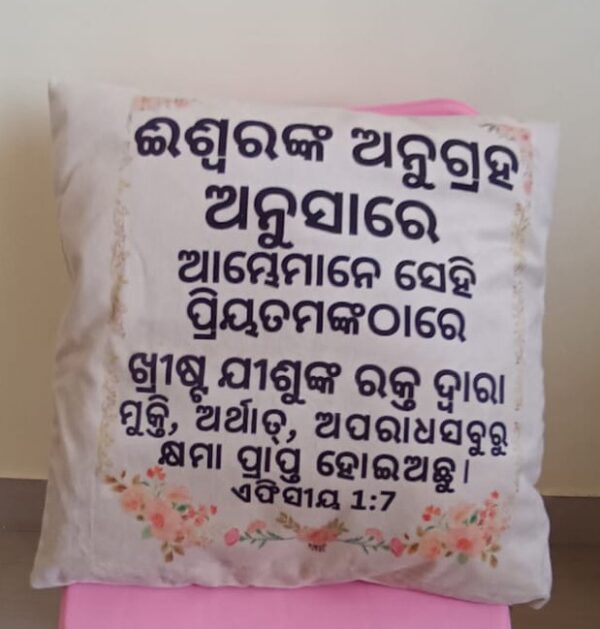 ଈଶ୍ୱରଙ୍କ ଅନୁଗ୍ରହ
ଅନୁସାରେ
ଆମ୍ଭେମାନେ ସେହି
ପ୍ରିୟତମଙ୍କଠାରେ
ଖ୍ରୀଷ୍ଟ ଯୀଶୁଙ୍କ ରକ୍ତ ଦ୍ୱାରା
ମୁକ୍ତି, ଅର୍ଥାତ୍, ଅପରାଧସବୁରୁ
କ୍ଷମା ପ୍ରାପ୍ତ ହୋଇଅଛୁ।
ଏଫିସୀୟ 1:7